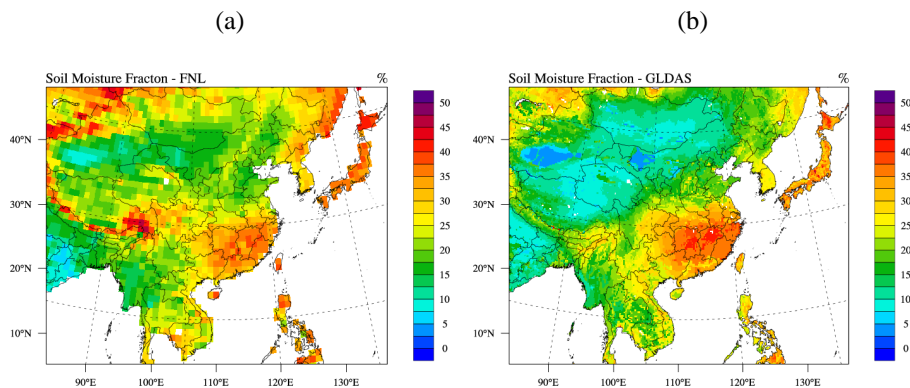 (a)
(b)
Soil Moisture Fracton - FNL %
Soil Moisture Fraction - GLDAS %
50
45
40
35
30
25
20
15
10
5
0
40°N
30°N
20°N
10°N
90°E 100°E 110°E 120°E 130°E
50
45
40
35
30
25
20
15
10
5
0
40°N
30°N
20°N
10°N
90°E 100°E 110°E 120°E 130°E